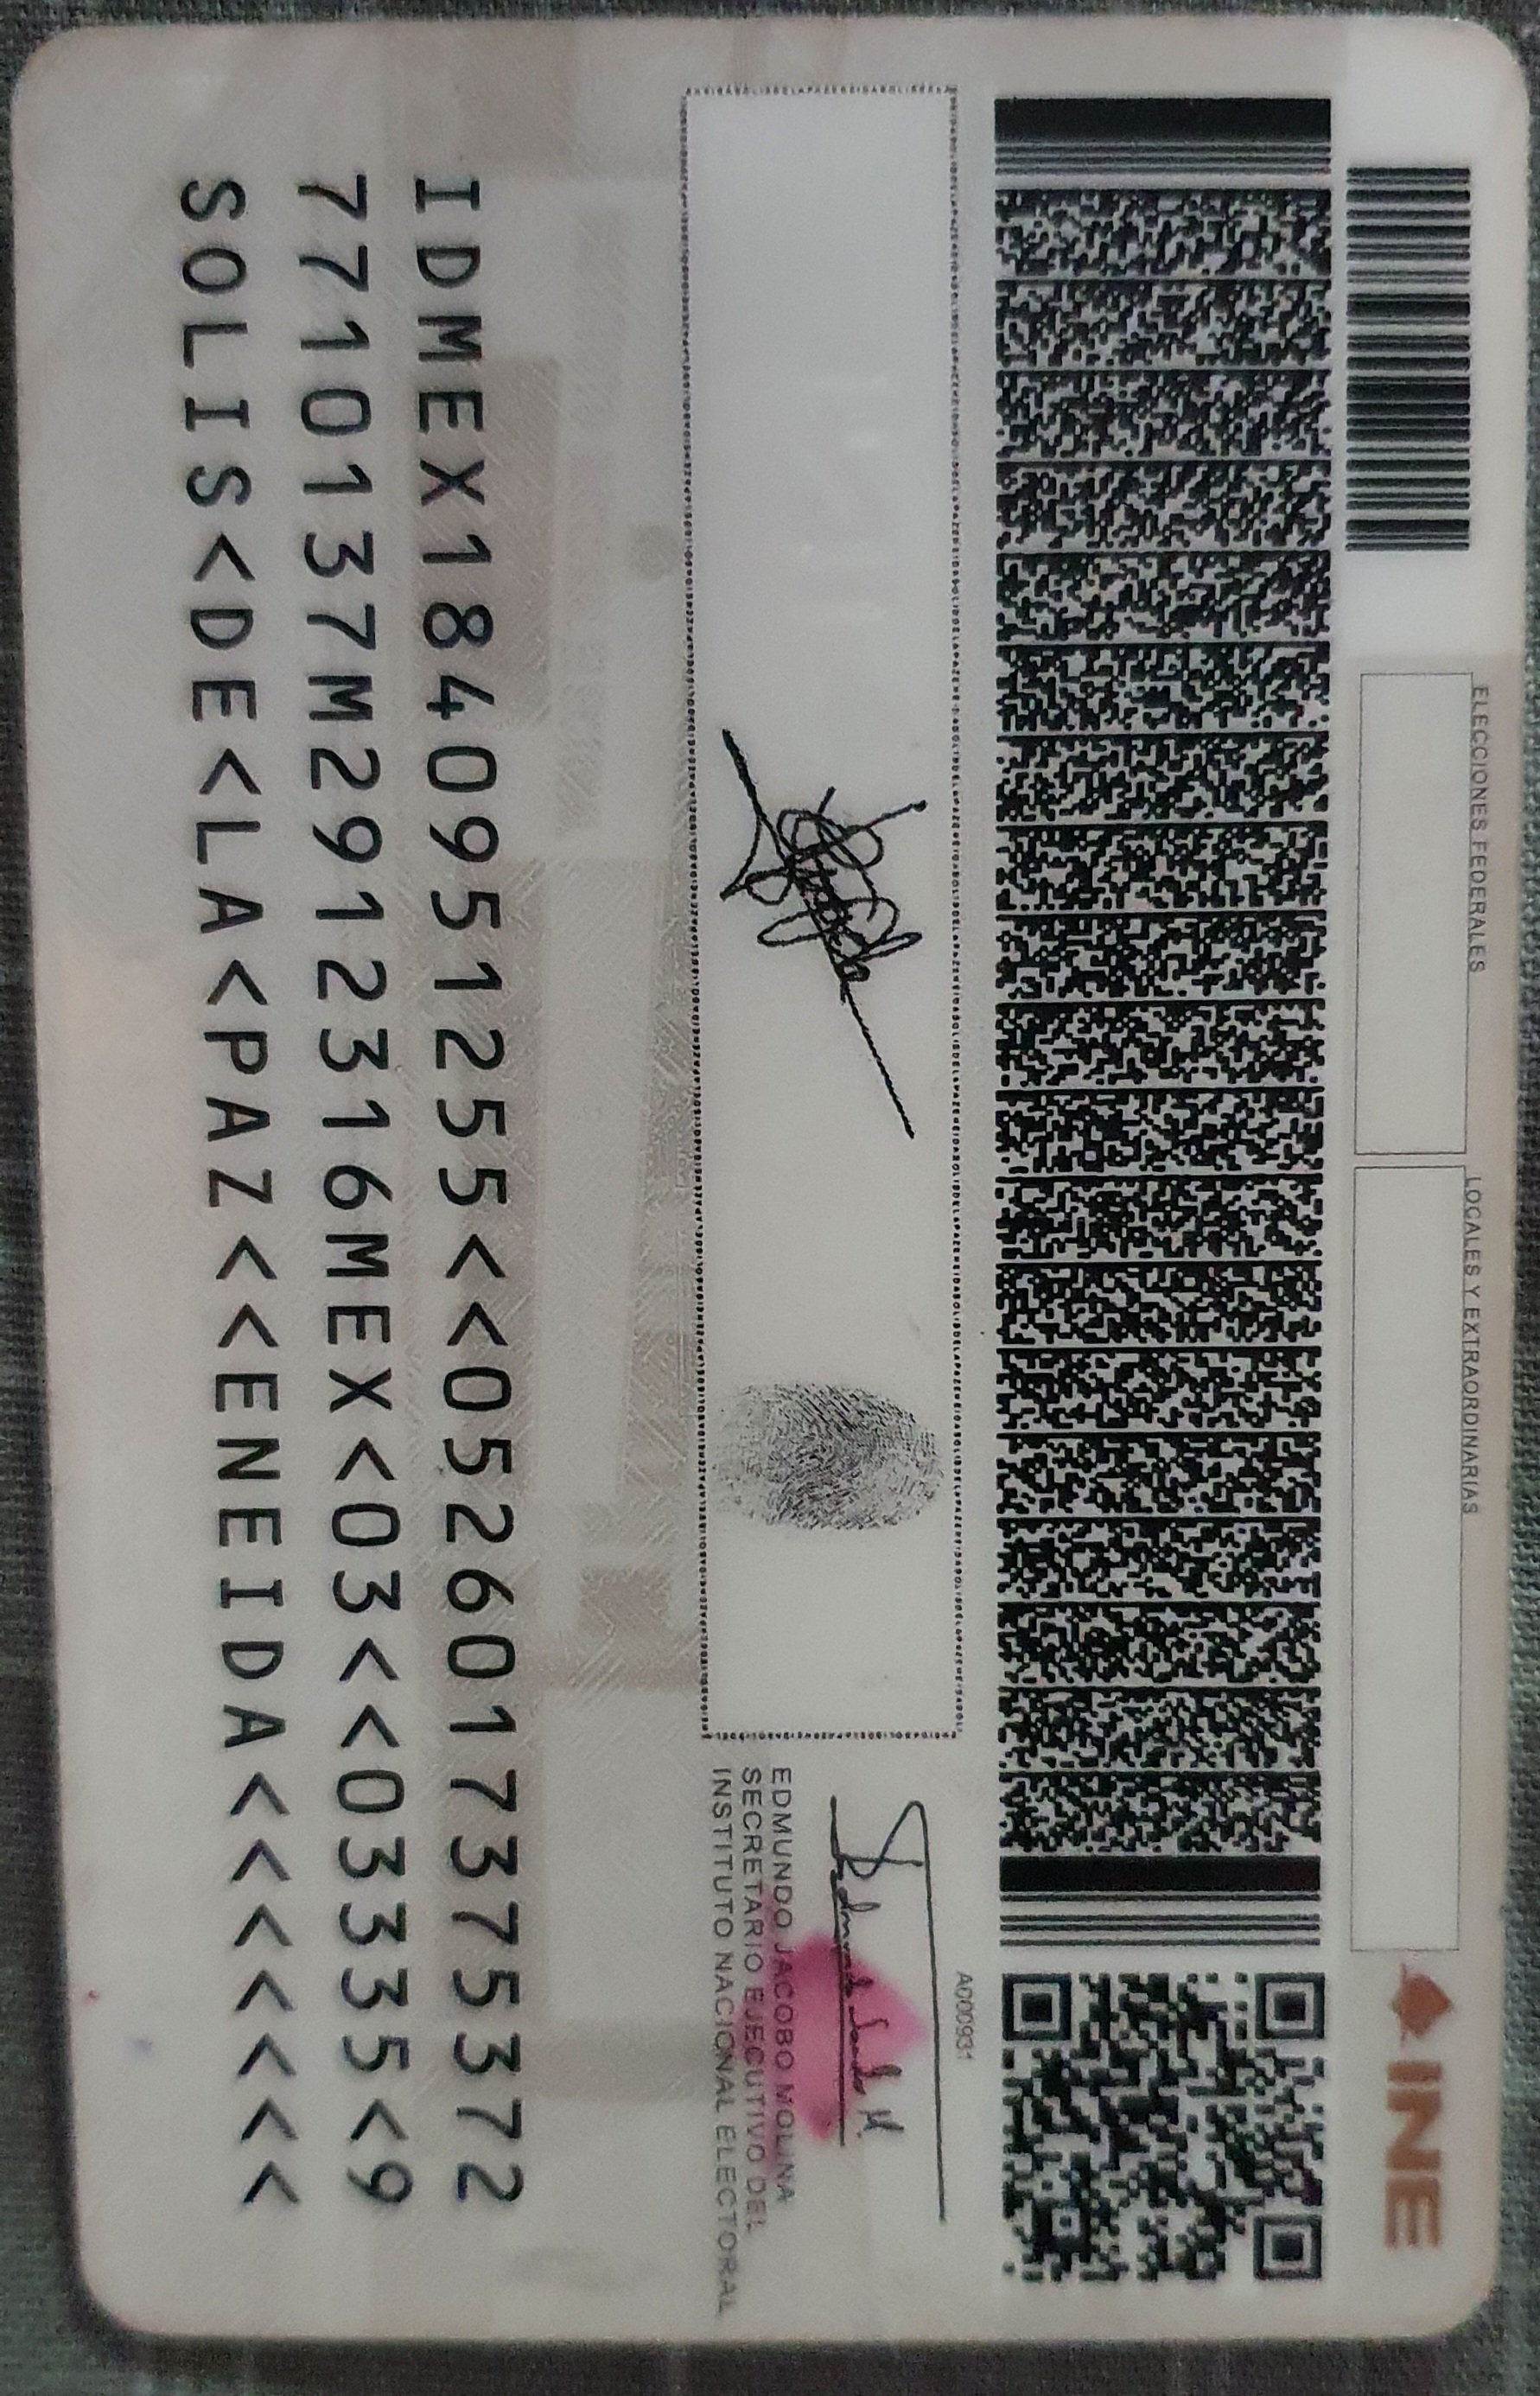 ELECCIONES FEDERALES
LOCALES Y EXTRAORDINARIAS
INE
A000931
EDMUNDO JACOBO MOLINA
SECRETARIO EJECUTIVO DEL
INSTITUTO NACIONAL ELECTORAL
IDMEX1840951255<<0526017375372
7710137M2912316MEX<03<<03335<9
SOLIS<DE<LA<PAZ<<ENEIDA<<<<<<<